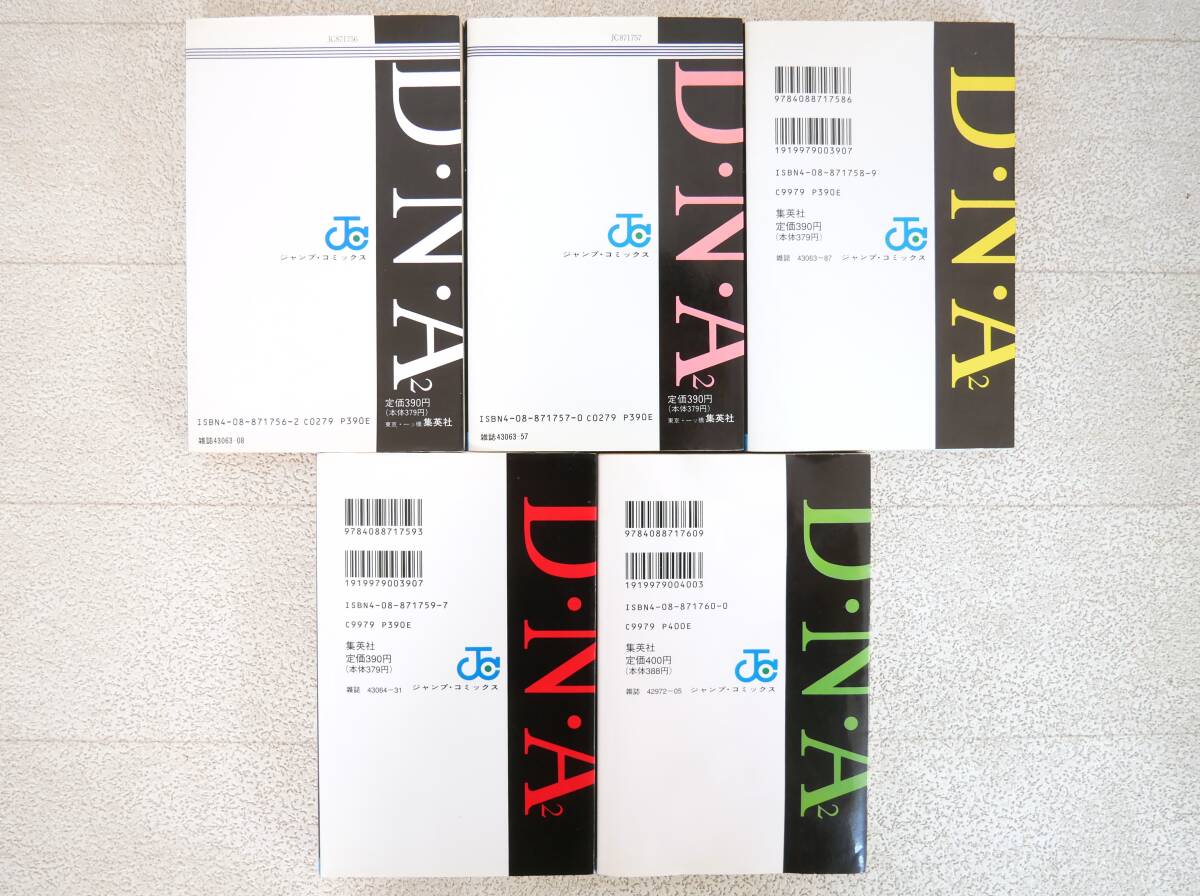 JC871756
D・N・A2
ジャンプ・コミックス
定価390円
(本体379円)
東京・一ッ橋 集英社
ISBN4-08-871756-2 C0279 P390E
雑誌43063-08
JC871757
D・N・A2
ジャンプ・コミックス
定価390円
(本体379円)
東京・一ッ橋 集英社
ISBN4-08-871757-0 C0279 P390E
雑誌43063-57
D・N・A2
9784088717586
1919979003907
ISBN4-08-871758-9
C9979 P390E
集英社
定価390円
(本体379円)
雑誌 43063-87 ジャンプ・コミックス
D・N・A2
9784088717593
1919979003907
ISBN4-08-871759-7
C9979 P390E
集英社
定価390円
(本体379円)
雑誌 43064-31 ジャンプ・コミックス
D・N・A2
9784088717609
1919979004003
ISBN4-08-871760-0
C9979 P400E
集英社
定価400円
(本体388円)
雑誌 42972-05 ジャンプ・コミックス